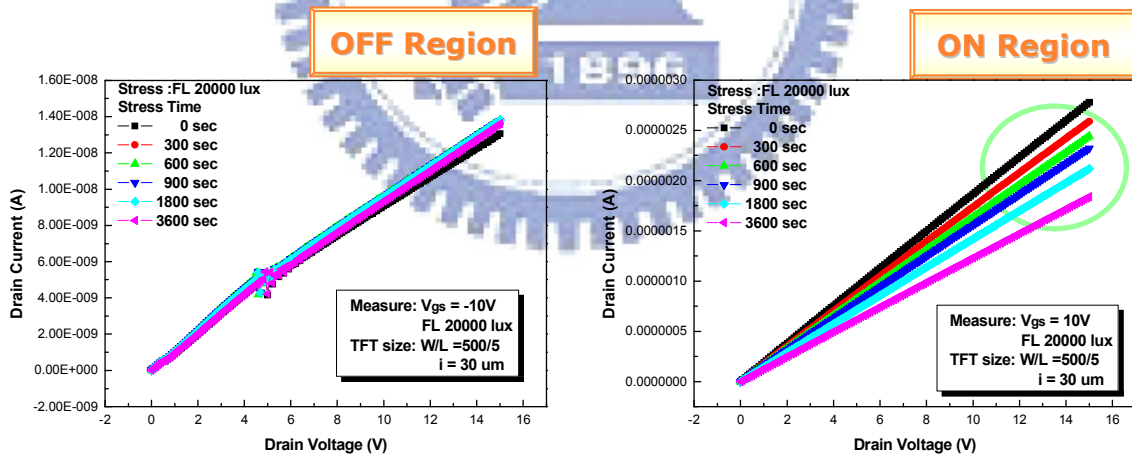 OFF Region
1.60E-008
1.40E-008
1.20E-008
1.00E-008
8.00E-009
6.00E-009
4.00E-009
2.00E-009
0.00E+000
-2.00E-009
Drain Current (A)
Stress :FL 20000 lux
Stress Time
0 sec
300 sec
600 sec
900 sec
1800 sec
3600 sec
Measure: Vgs = -10V
FL 20000 lux
TFT size: W/L =500/5
i = 30 um
-2 0 2 4 6 8 10 12 14 16
Drain Voltage (V)
1896
ON Region
0.0000030
0.0000025
0.0000020
0.0000015
0.0000010
0.0000005
0.0000000
Drain Current (A)
Stress :FL 20000 lux
Stress Time
0 sec
300 sec
600 sec
900 sec
1800 sec
3600 sec
Measure: Vgs = 10V
FL 20000 lux
TFT size: W/L =500/5
i = 30 um
-2 0 2 4 6 8 10 12 14 16
Drain Voltage (V)